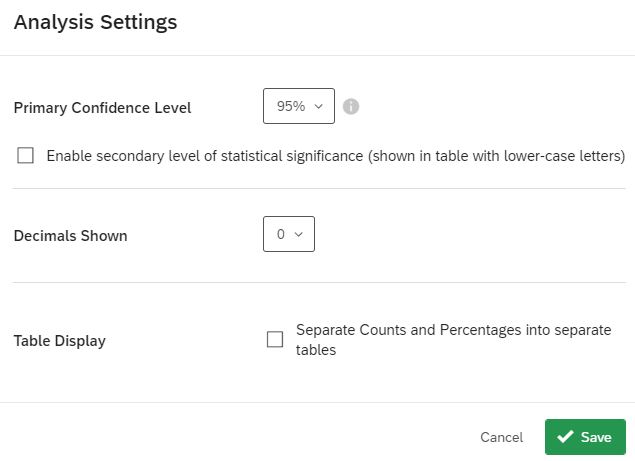 Analysis Settings
Primary Confidence Level
95%
Enable secondary level of statistical significance (shown in table with lower-case letters)
Decimals Shown
0
Table Display
Separate Counts and Percentages into separate
tables
Cancel
Save